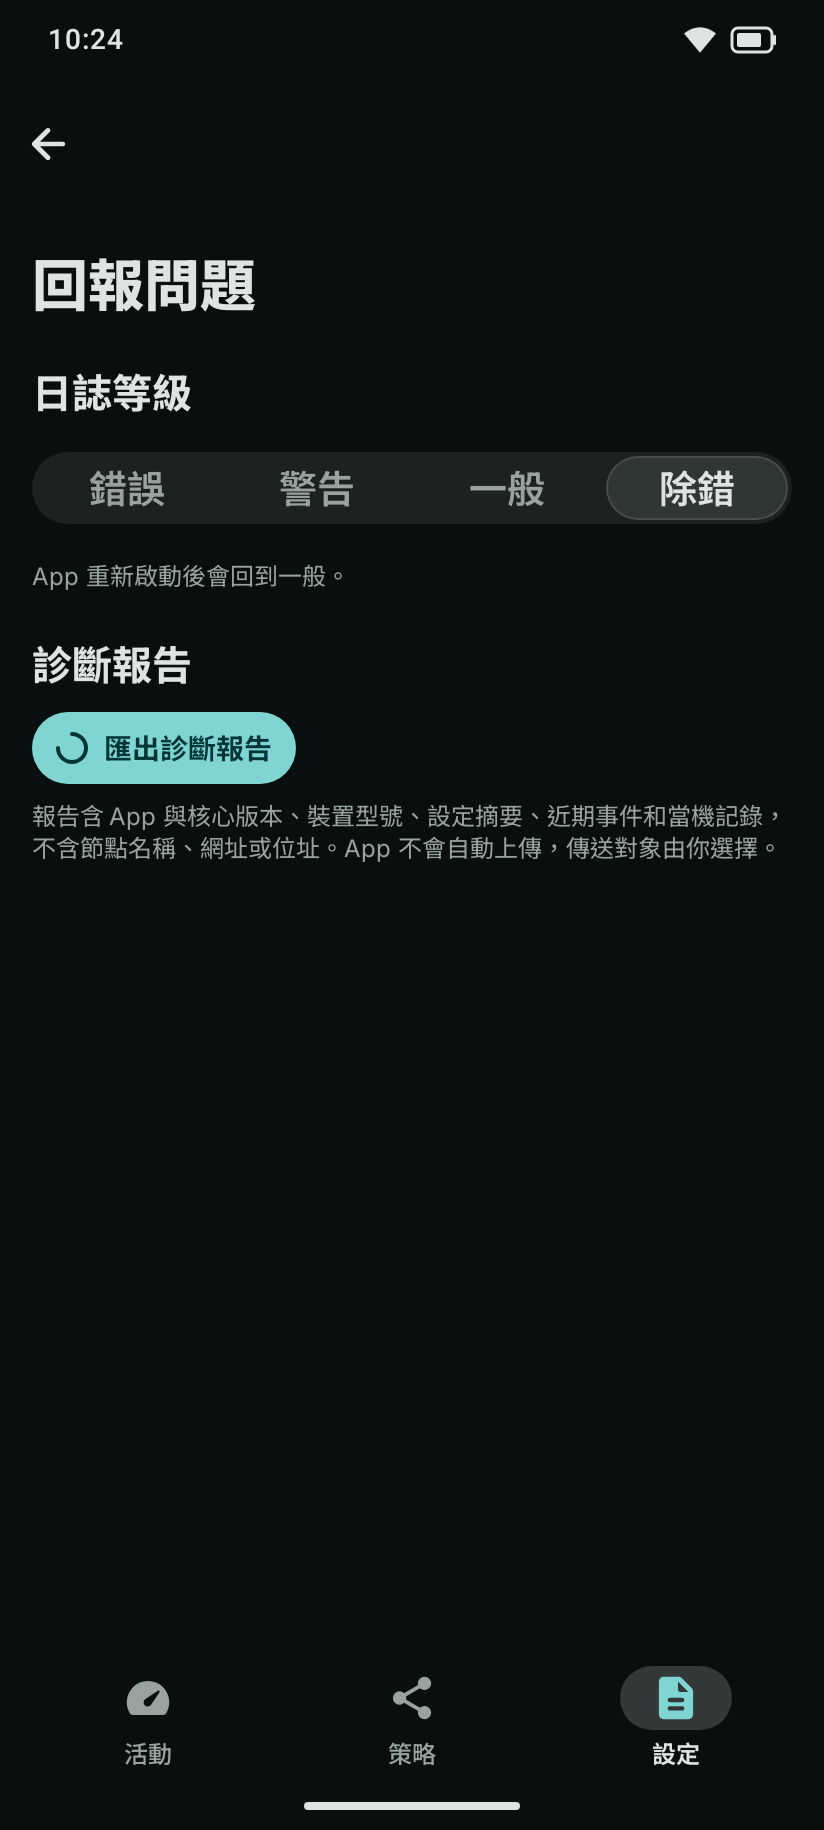 10:24
回報問題
日誌等級
錯誤 警告 一般 除錯
App 重新啟動後會回到一般。
診斷報告
匯出診斷報告
報告含 App 與核心版本、裝置型號、設定摘要、近期事件和當機記錄，
不含節點名稱、網址或位址。App 不會自動上傳，傳送對象由你選擇。
活動 策略 設定